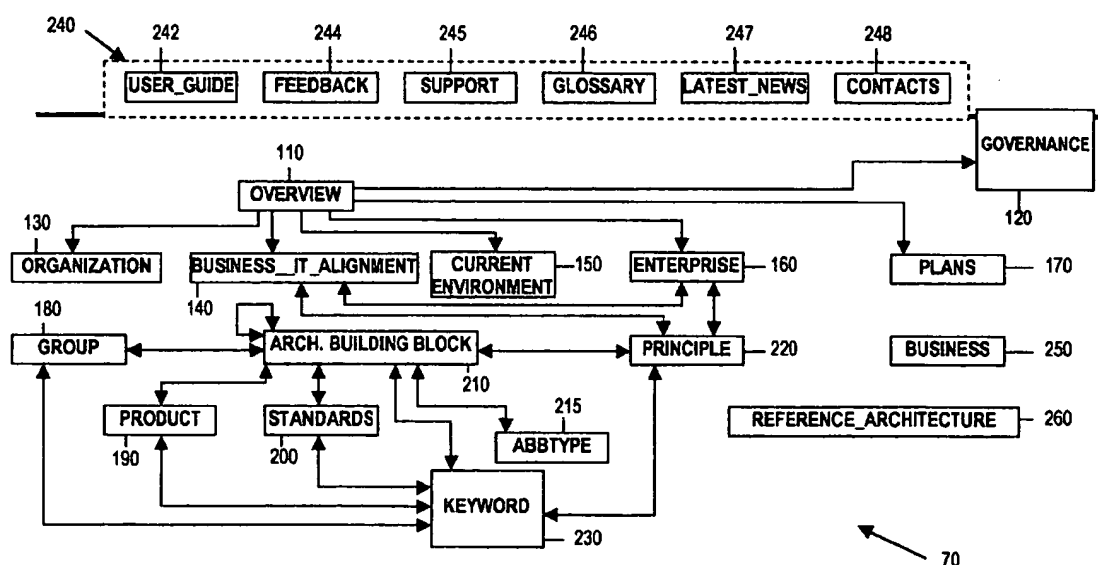 240
242
244
245
246
247
248
USER_GUIDE
FEEDBACK
SUPPORT
GLOSSARY
LATEST_NEWS
CONTACTS
GOVERNANCE
120
110
OVERVIEW
130
ORGANIZATION
BUSINESS__IT_ALIGNMENT
140
CURRENT
ENVIRONMENT
150
ENTERPRISE
160
PLANS
170
180
GROUP
ARCH. BUILDING BLOCK
210
PRINCIPLE
220
BUSINESS
250
PRODUCT
190
STANDARDS
200
215
ABBTYPE
REFERENCE_ARCHITECTURE
260
KEYWORD
230
70